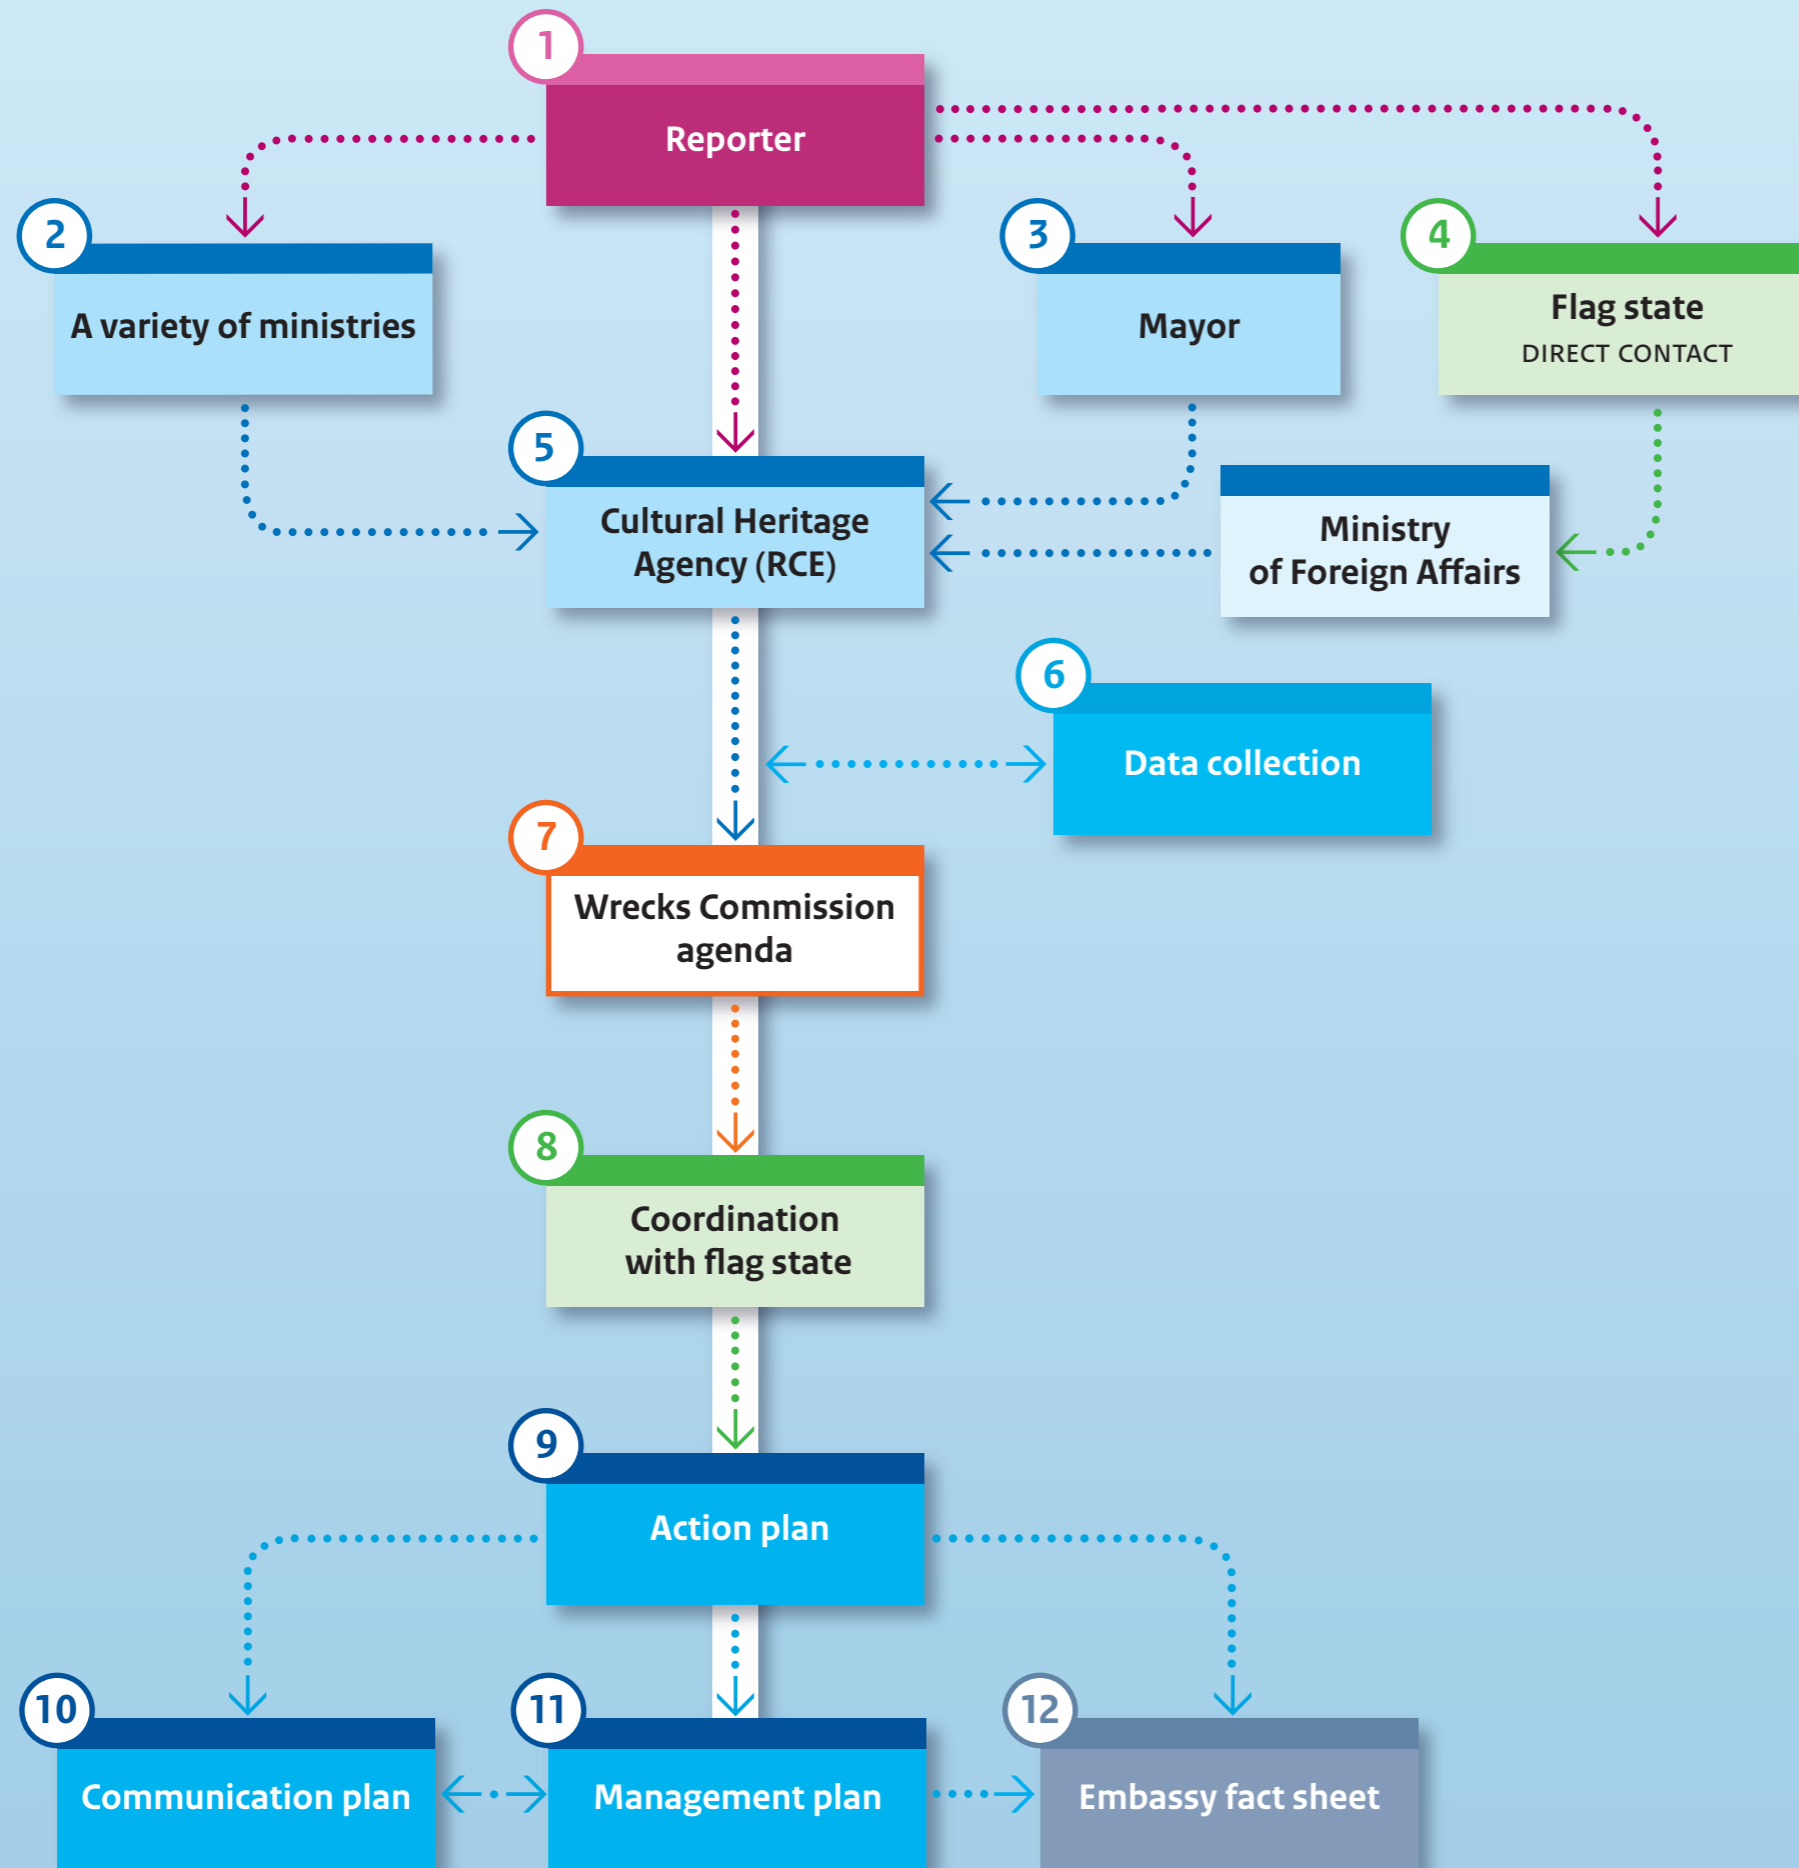 1
Reporter
2
A variety of ministries
3
Mayor
4
Flag state
DIRECT CONTACT
5
Cultural Heritage
Agency (RCE)
Ministry
of Foreign Affairs
6
Data collection
7
Wrecks Commission
agenda
8
Coordination
with flag state
9
Action plan
10
Communication plan
11
Management plan
12
Embassy fact sheet